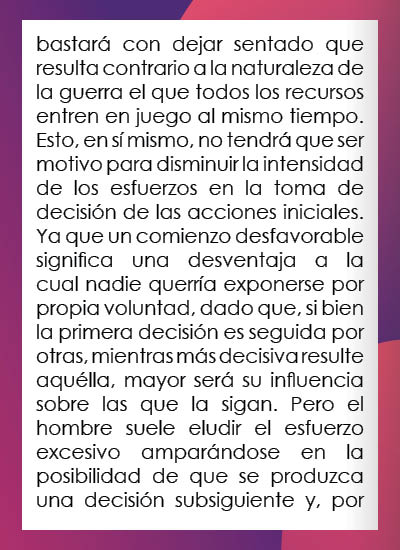 bastará con dejar sentado que
resulta contrario a la naturaleza de
la guerra el que todos los recursos
entren en juego al mismo tiempo.
Esto, en sí mismo, no tendrá que ser
motivo para disminuir la intensidad
de los esfuerzos en la toma de
decisión de las acciones iniciales.
Ya que un comienzo desfavorable
significa una desventaja a la
cual nadie querría exponerse por
propia voluntad, dado que, si bien
la primera decisión es seguida por
otras, mientras más decisiva resulte
aquélla, mayor será su influencia
sobre las que la sigan. Pero el
hombre suele eludir el esfuerzo
excesivo amparándose en la
posibilidad de que se produzca
una decisión subsiguiente y, por